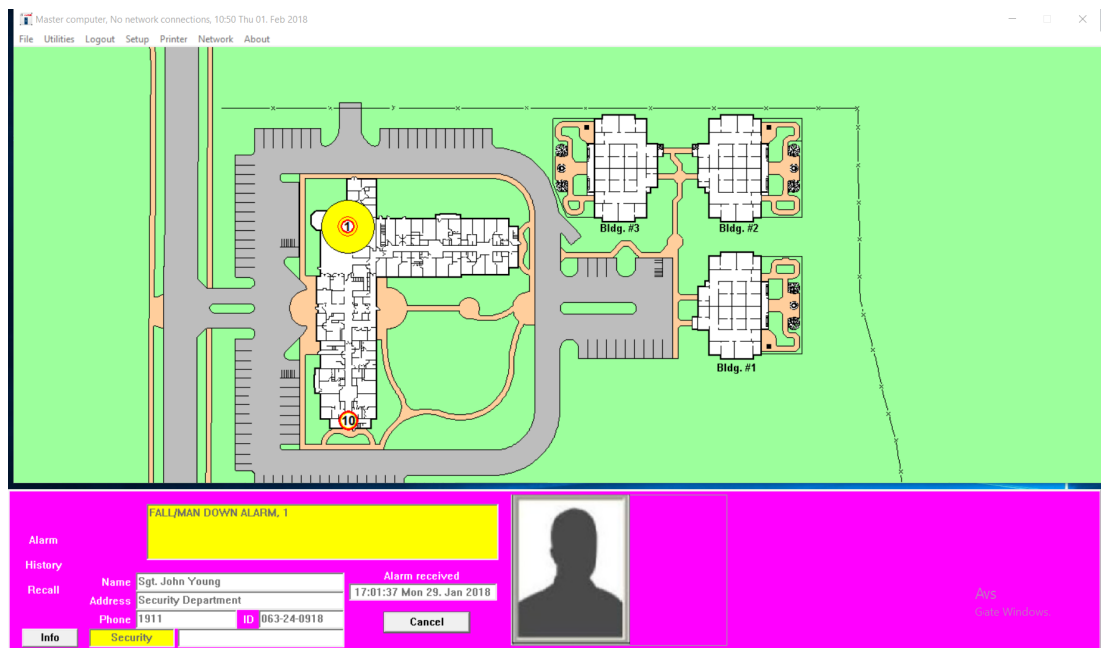 Master computer, No network connections, 10:50 Thu 01. Feb 2018
File Utilities Logout Setup Printer Network About
Bldg. #3 Bldg. #2
1
Bldg. #1
10
FALL/MAN DOWN ALARM, 1
Alarm
History
Recall
Name Sgt. John Young
Address Security Department
Phone 1911 ID 063-24-0918
Info Security
Alarm received
17:01:37 Mon 29. Jan 2018
Cancel
Avs
Gate Windows.